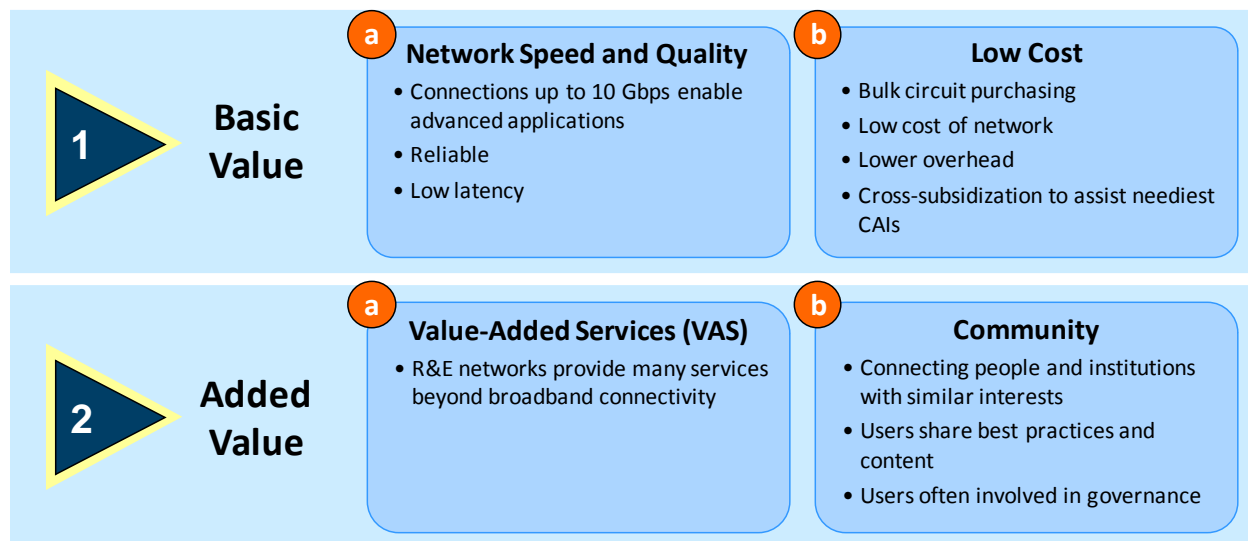 1
Basic
Value
a
Network Speed and Quality
• Connections up to 10 Gbps enable
advanced applications
• Reliable
• Low latency
b
Low Cost
• Bulk circuit purchasing
• Low cost of network
• Lower overhead
• Cross-subsidization to assist neediest
CAIs
2
Added
Value
a
Value-Added Services (VAS)
• R&E networks provide many services
beyond broadband connectivity
b
Community
• Connecting people and institutions
with similar interests
• Users share best practices and
content
• Users often involved in governance